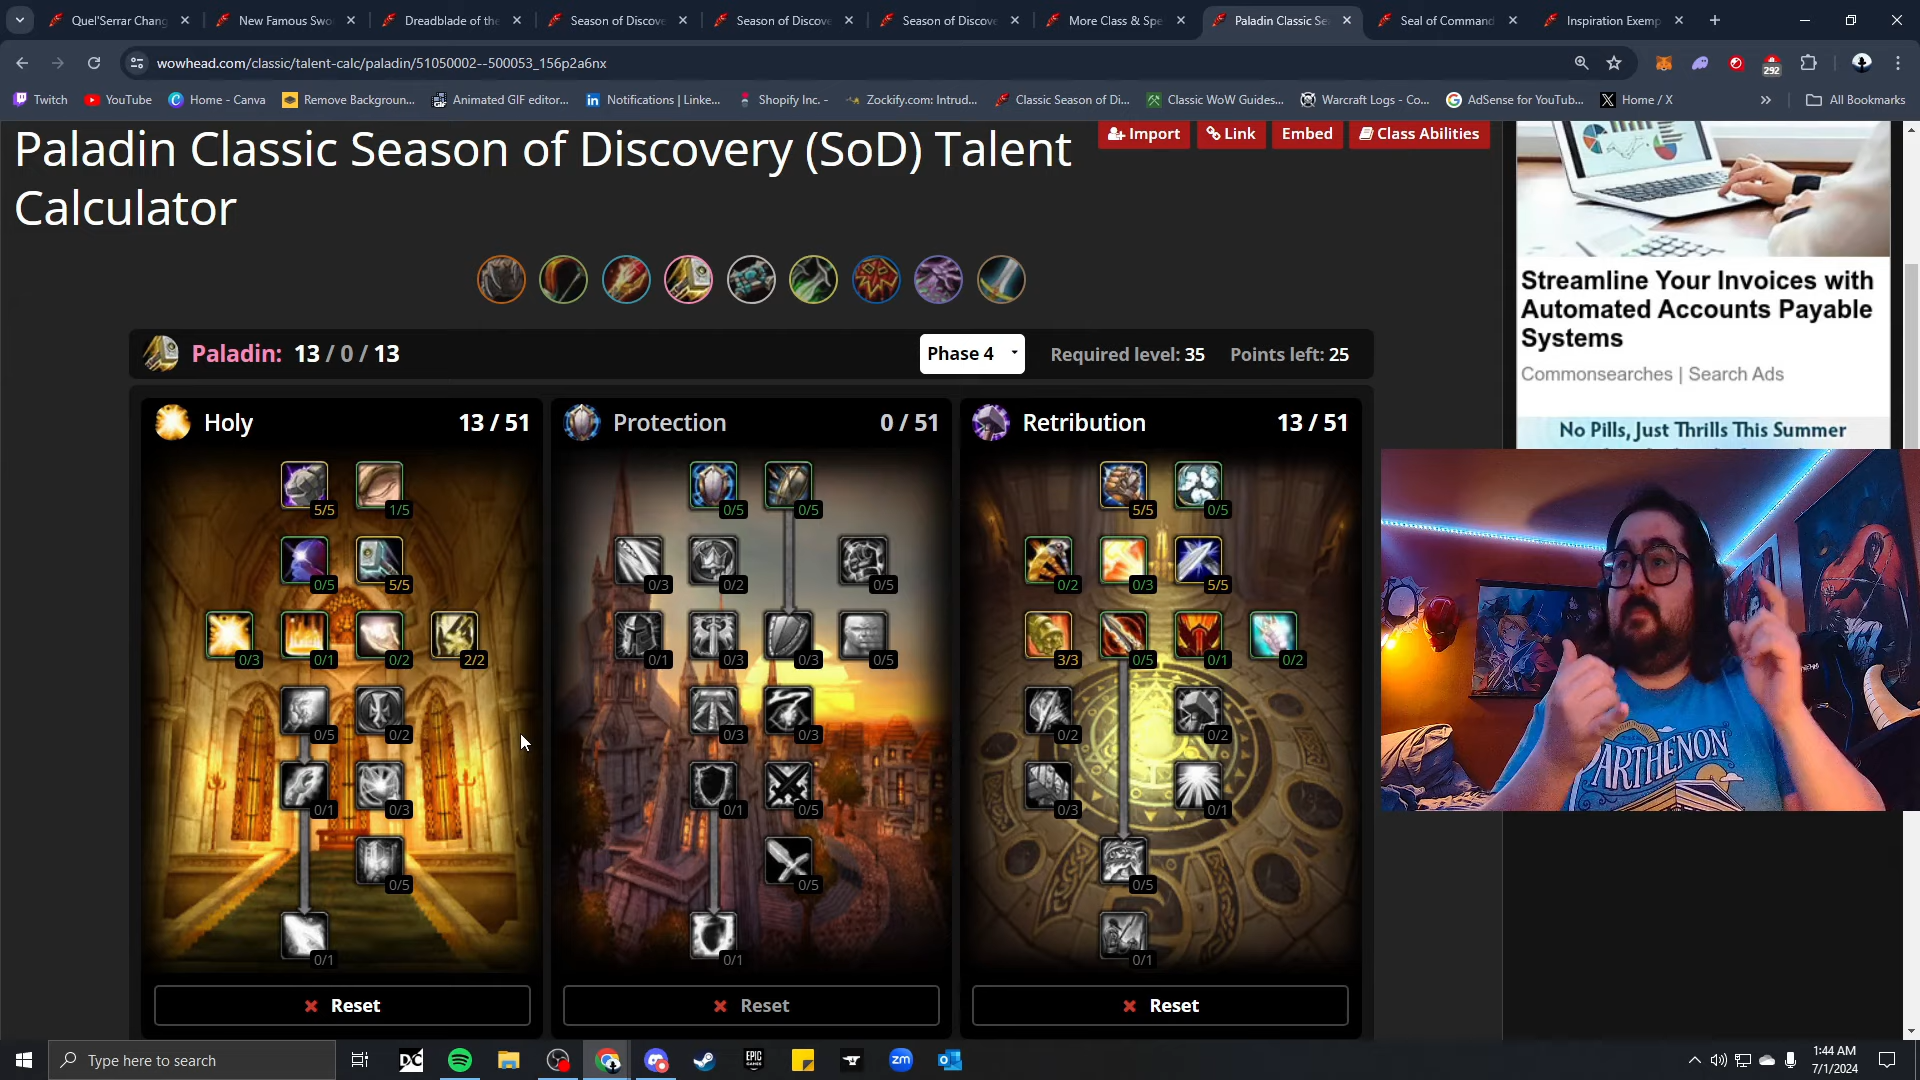 Quel'Serrar Chang
New Famous Swo
Dreadblade of the
Season of Discove
Season of Discove
Season of Discove
More Class & Spe
Paladin Classic Se
Seal of Command
Inspiration Exemp
wowhead.com/classic/talent-calc/paladin/51050002--500053_156p2a6nx
292
Twitch
YouTube
Home - Canva
Remove Backgroun...
Animated GIF editor...
Notifications | Linke...
Shopify Inc. -
Zockify.com: Intrud...
Classic Season of Di...
Classic WoW Guides...
Warcraft Logs - Co...
AdSense for YouTub...
Home / X
All Bookmarks
Paladin Classic Season of Discovery (SoD) Talent
Calculator
Import
Link
Embed
Class Abilities
Paladin: 13 / 0 / 13
Phase 4
Required level: 35
Points left: 25
Holy
13 / 51
5/5
1/5
0/5
5/5
0/3
0/1
0/2
2/2
0/5
0/2
0/1
0/3
0/5
0/1
Reset
Protection
0 / 51
0/5
0/5
0/3
0/2
0/5
0/1
0/3
0/3
0/5
0/3
0/3
0/1
0/5
0/5
0/1
Reset
Retribution
13 / 51
5/5
0/5
0/2
0/3
5/5
3/3
0/5
0/1
0/2
0/2
0/2
0/3
0/1
0/5
0/1
Reset
Streamline Your Invoices with
Automated Accounts Payable
Systems
Commonsearches | Search Ads
No Pills, Just Thrills This Summer
PARTHENON
Type here to search
DC
EPIC
GAMES
zm
1:44 AM
7/1/2024